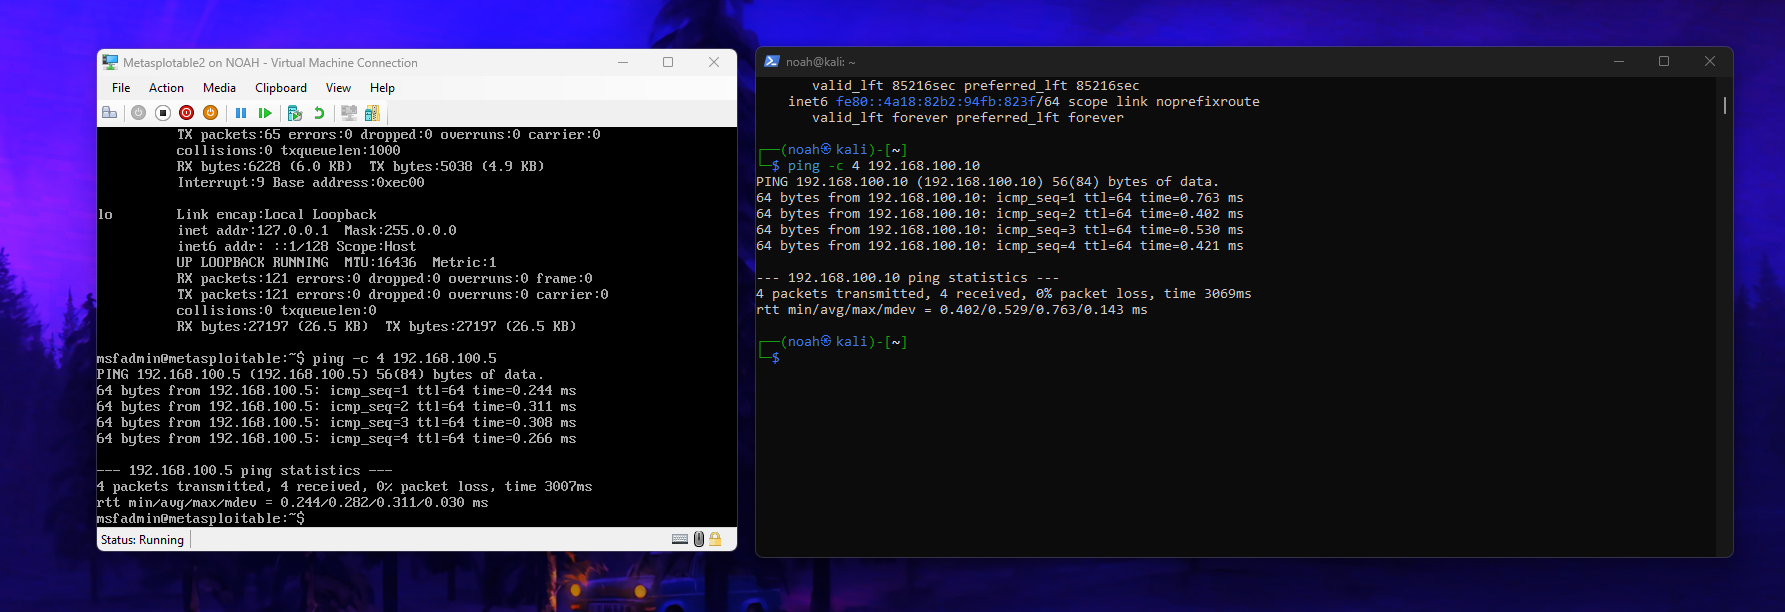 Metasplotable2 on NOAH - Virtual Machine Connection
File Action Media Clipboard View Help
TX packets:65 errors:0 dropped:0 overruns:0 carrier:0
collisions:0 txqueuelen:1000
RX bytes:6228 (6.0 KB)  TX bytes:5038 (4.9 KB)
Interrupt:9 Base address:0xec00
lo        Link encap:Local Loopback
inet addr:127.0.0.1  Mask:255.0.0.0
inet6 addr: ::1/128 Scope:Host
UP LOOPBACK RUNNING  MTU:16436  Metric:1
RX packets:121 errors:0 dropped:0 overruns:0 frame:0
TX packets:121 errors:0 dropped:0 overruns:0 carrier:0
collisions:0 txqueuelen:0
RX bytes:27197 (26.5 KB)  TX bytes:27197 (26.5 KB)
msfadmin@metasploitable:~$ ping -c 4 192.168.100.5
PING 192.168.100.5 (192.168.100.5) 56(84) bytes of data.
64 bytes from 192.168.100.5: icmp_seq=1 ttl=64 time=0.244 ms
64 bytes from 192.168.100.5: icmp_seq=2 ttl=64 time=0.311 ms
64 bytes from 192.168.100.5: icmp_seq=3 ttl=64 time=0.308 ms
64 bytes from 192.168.100.5: icmp_seq=4 ttl=64 time=0.266 ms
--- 192.168.100.5 ping statistics ---
4 packets transmitted, 4 received, 0% packet loss, time 3007ms
rtt min/avg/max/mdev = 0.244/0.282/0.311/0.030 ms
msfadmin@metasploitable:~$
Status: Running
noah@kali: ~
valid_lft 85216sec preferred_lft 85216sec
inet6 fe80::4a18:82b2:94fb:823f/64 scope link noprefixroute
valid_lft forever preferred_lft forever
┌──(noah㉿kali)-[~]
└─$ ping -c 4 192.168.100.10
PING 192.168.100.10 (192.168.100.10) 56(84) bytes of data.
64 bytes from 192.168.100.10: icmp_seq=1 ttl=64 time=0.763 ms
64 bytes from 192.168.100.10: icmp_seq=2 ttl=64 time=0.402 ms
64 bytes from 192.168.100.10: icmp_seq=3 ttl=64 time=0.530 ms
64 bytes from 192.168.100.10: icmp_seq=4 ttl=64 time=0.421 ms
--- 192.168.100.10 ping statistics ---
4 packets transmitted, 4 received, 0% packet loss, time 3069ms
rtt min/avg/max/mdev = 0.402/0.529/0.763/0.143 ms
┌──(noah㉿kali)-[~]
└─$